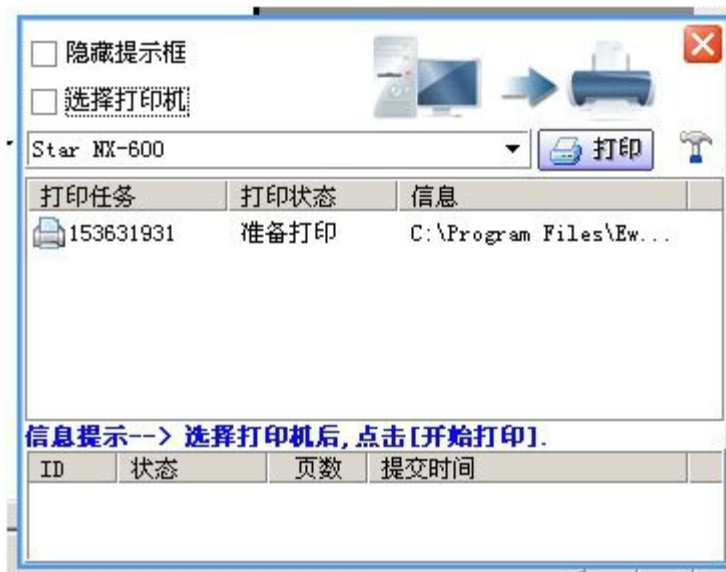 隐藏提示框
选择打印机
Star NX-600 打印
打印任务 打印状态 信息
153631931 准备打印 C:\Program Files\Ew...
信息提示--> 选择打印机后,点击[开始打印].
ID 状态 页数 提交时间